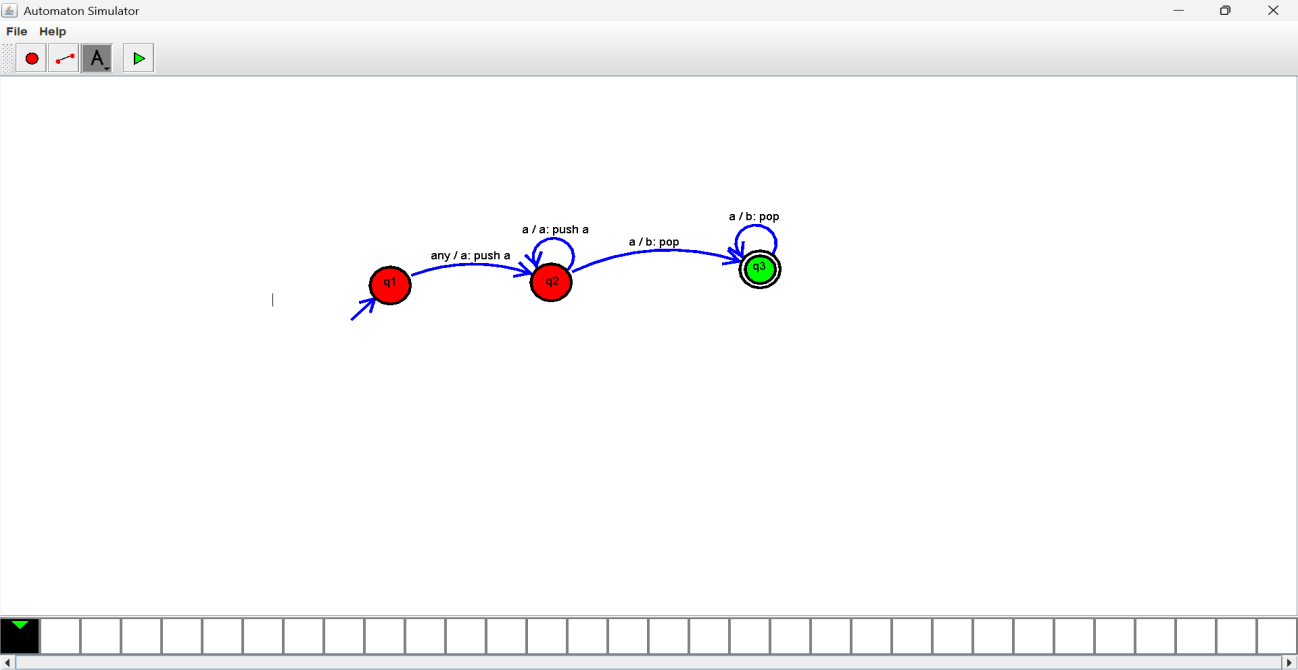 Automaton Simulator
File Help
A
a / b: pop
a / a: push a
a / b: pop
any / a: push a
q3
q1
q2